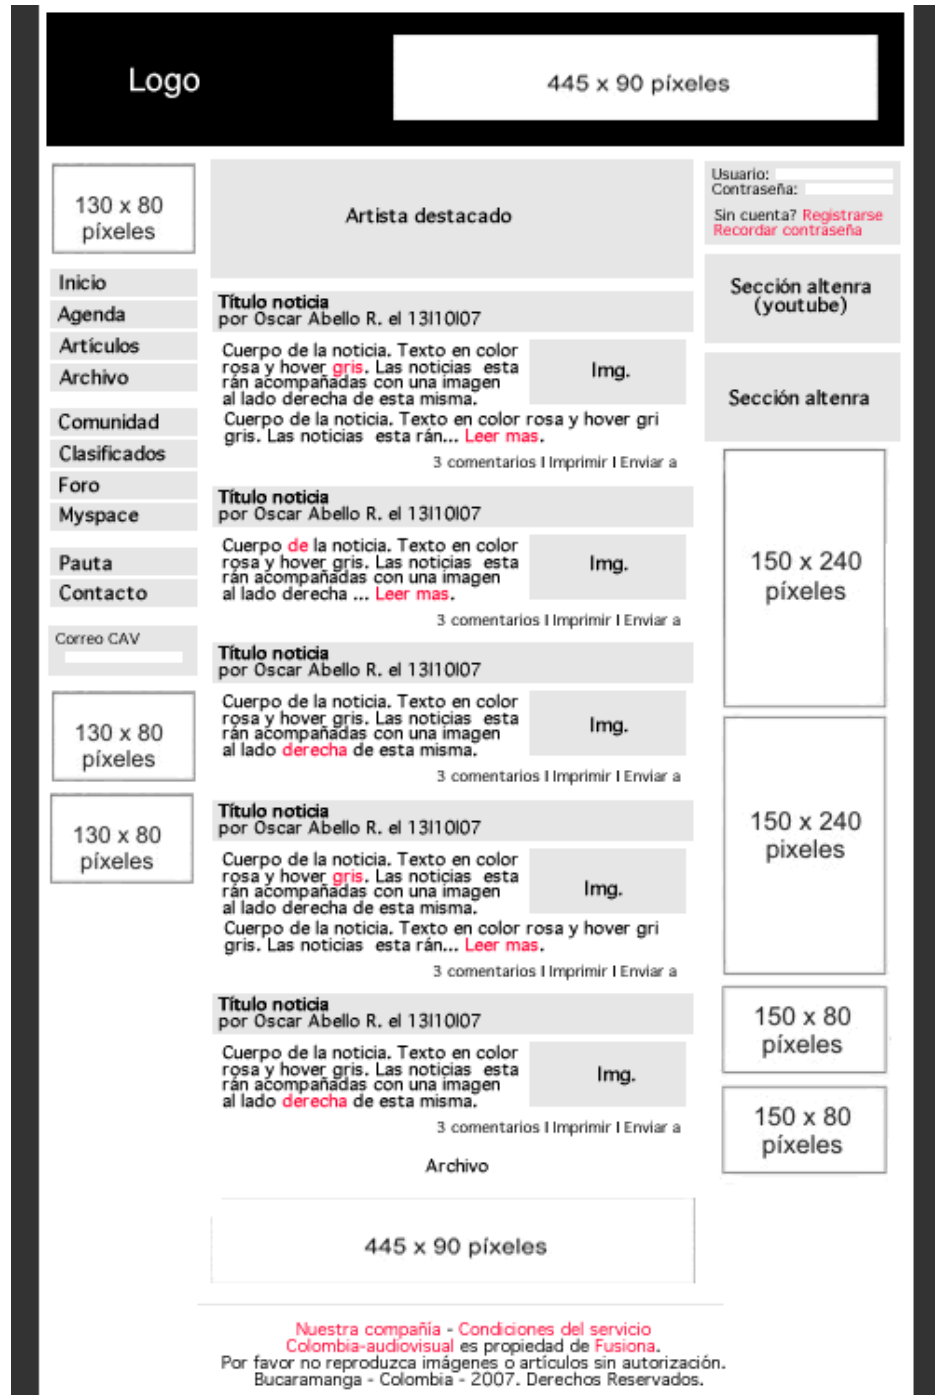 Logo
445 x 90 píxeles
130 x 80
píxeles
Inicio
Agenda
Artículos
Archivo
Comunidad
Clasificados
Foro
Myspace
Pauta
Contacto
Correo CAV
130 x 80
píxeles
130 x 80
píxeles
Artista destacado
Título noticia
por Oscar Abello R. el 13|10|07
Cuerpo de la noticia. Texto en color
rosa y hover gris. Las noticias esta
rán acompañadas con una imagen
al lado derecha de esta misma.
Img.
Cuerpo de la noticia. Texto en color rosa y hover gri
gris. Las noticias esta rán... Leer mas.
3 comentarios | Imprimir | Enviar a
Título noticia
por Oscar Abello R. el 13|10|07
Cuerpo de la noticia. Texto en color
rosa y hover gris. Las noticias esta
rán acompañadas con una imagen
al lado derecha ... Leer mas.
Img.
3 comentarios | Imprimir | Enviar a
Título noticia
por Oscar Abello R. el 13|10|07
Cuerpo de la noticia. Texto en color
rosa y hover gris. Las noticias esta
rán acompañadas con una imagen
al lado derecha de esta misma.
Img.
3 comentarios | Imprimir | Enviar a
Título noticia
por Oscar Abello R. el 13|10|07
Cuerpo de la noticia. Texto en color
rosa y hover gris. Las noticias esta
rán acompañadas con una imagen
al lado derecha de esta misma.
Img.
Cuerpo de la noticia. Texto en color rosa y hover gri
gris. Las noticias esta rán... Leer mas.
3 comentarios | Imprimir | Enviar a
Título noticia
por Oscar Abello R. el 13|10|07
Cuerpo de la noticia. Texto en color
rosa y hover gris. Las noticias esta
rán acompañadas con una imagen
al lado derecha de esta misma.
Img.
3 comentarios | Imprimir | Enviar a
Archivo
445 x 90 píxeles
Usuario:
Contraseña:
Sin cuenta? Registrarse
Recordar contraseña
Sección altenra
(youtube)
Sección altenra
150 x 240
píxeles
150 x 240
pixeles
150 x 80
píxeles
150 x 80
píxeles
Nuestra compañía - Condiciones del servicio
Colombia-audiovisual es propiedad de Fusiona.
Por favor no reproduzca imágenes o artículos sin autorización.
Bucaramanga - Colombia - 2007. Derechos Reservados.